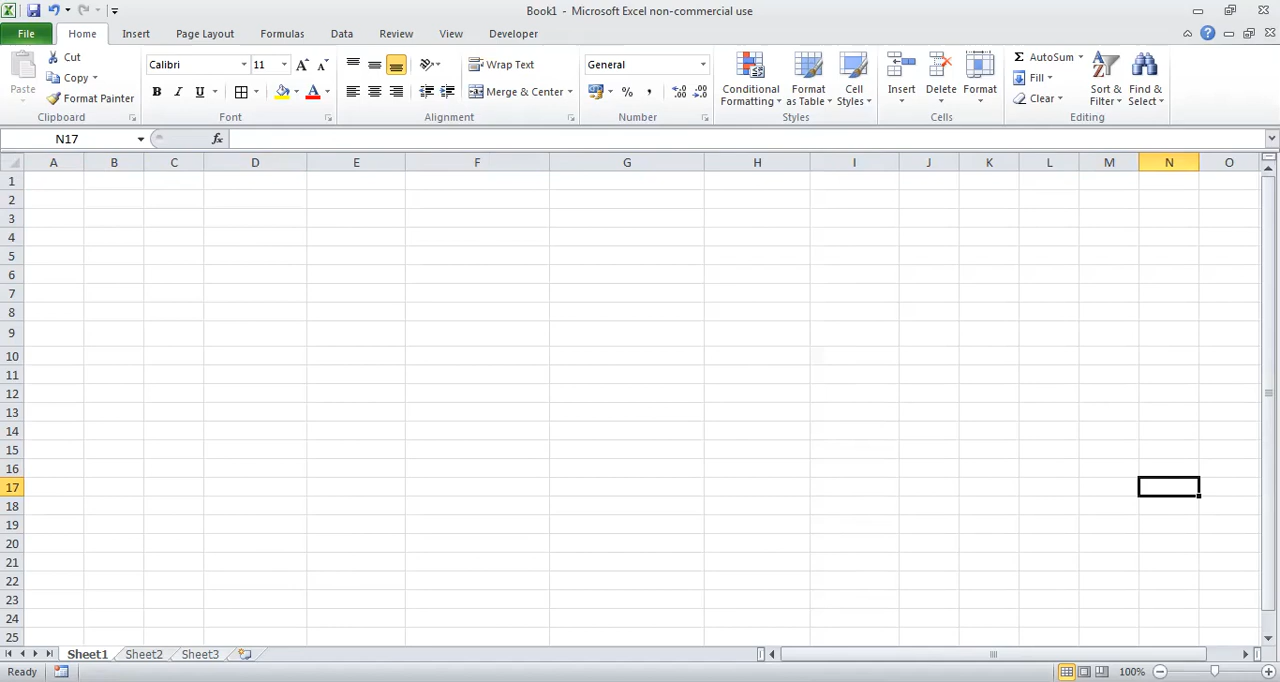 Book1 - Microsoft Excel non-commercial use
File Home Insert Page Layout Formulas Data Review View Developer
Paste Cut Copy Format Painter Clipboard
Calibri 11 A A B I U A Font
Wrap Text Merge & Center Alignment
General % , .0 .00 .00 .0 Number
Conditional Formatting Format as Table Cell Styles Styles
Insert Delete Format Cells
Σ AutoSum Fill Clear Sort & Filter Find & Select Editing
N17 fx
A B C D E F G H I J K L M N O
1
2
3
4
5
6
7
8
9
10
11
12
13
14
15
16
17
18
19
20
21
22
23
24
25
Sheet1 Sheet2 Sheet3
Ready 100%